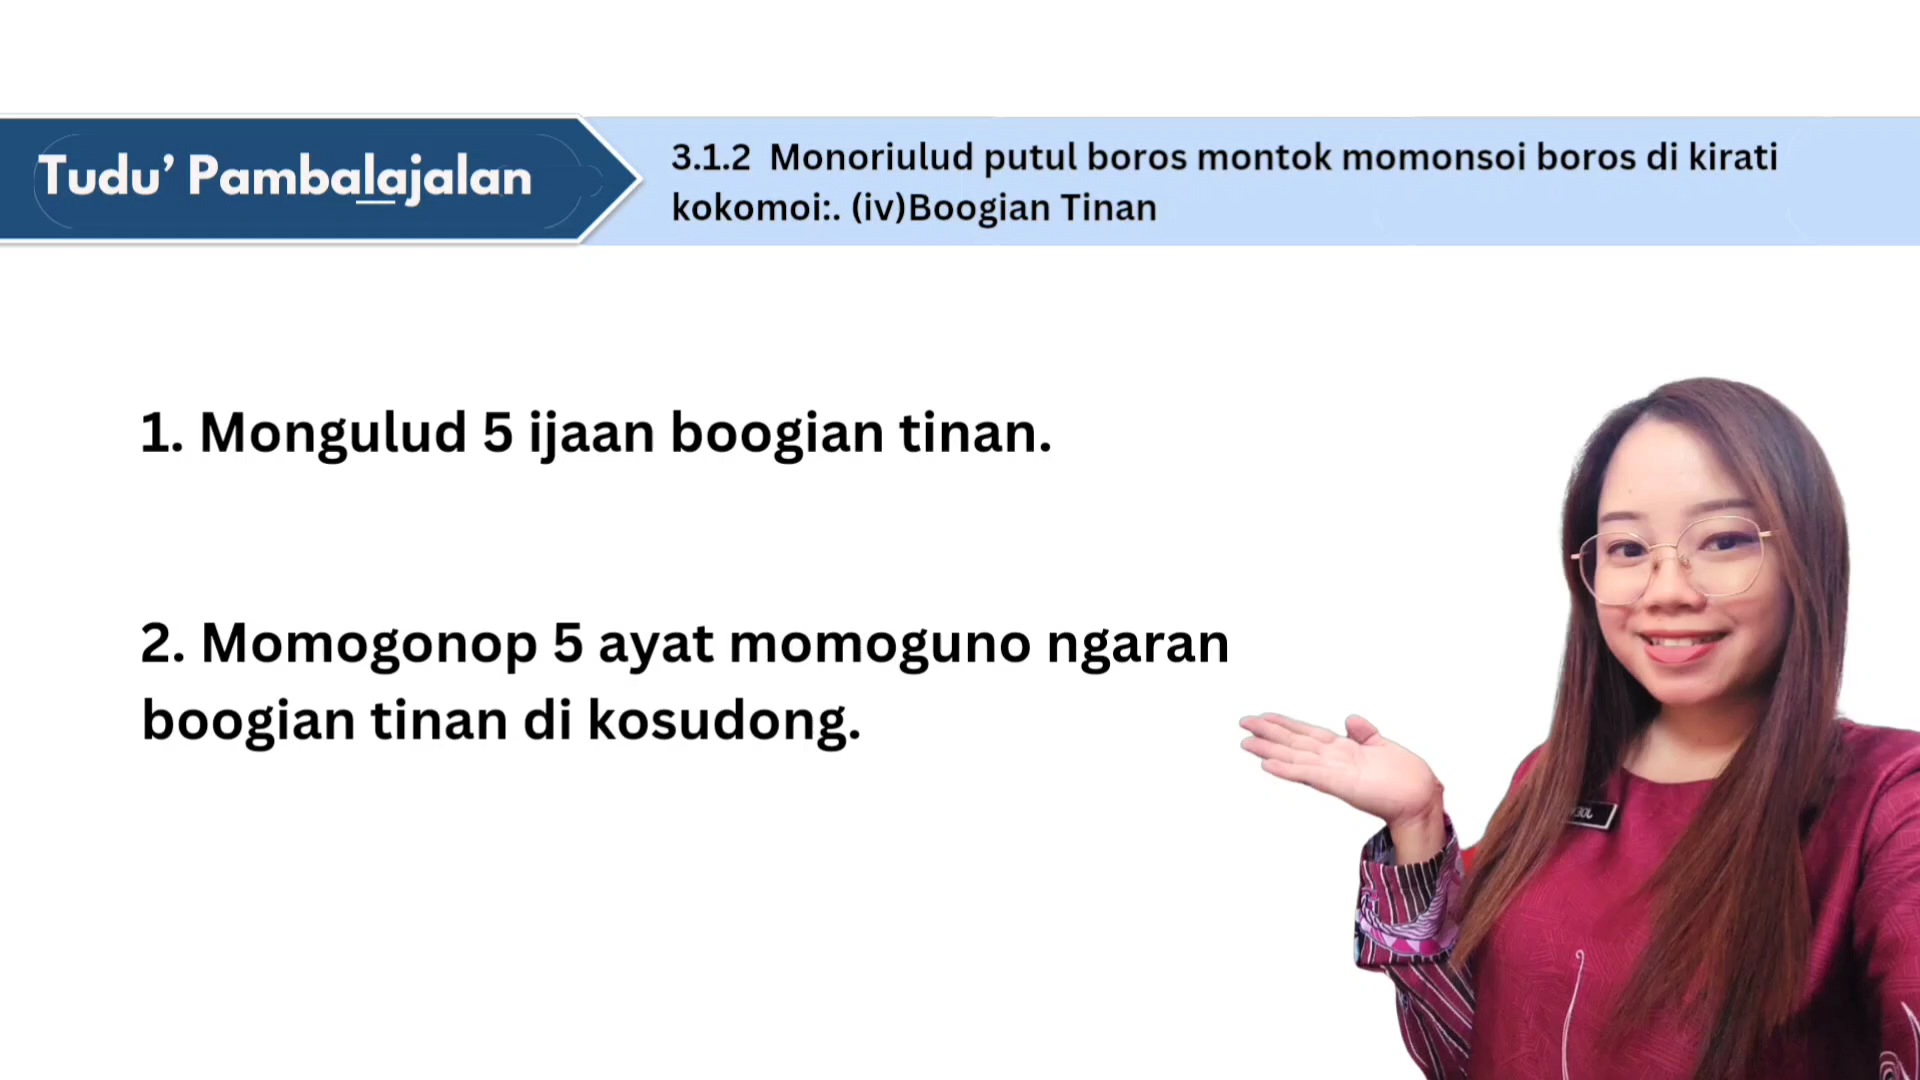 Tudu’ Pambalajalan
3.1.2 Monoriulud putul boros montok momonsoi boros di kirati
kokomoi:. (iv)Boogian Tinan
1. Mongulud 5 ijaan boogian tinan.
2. Momogonop 5 ayat momoguno ngaran
boogian tinan di kosudong.